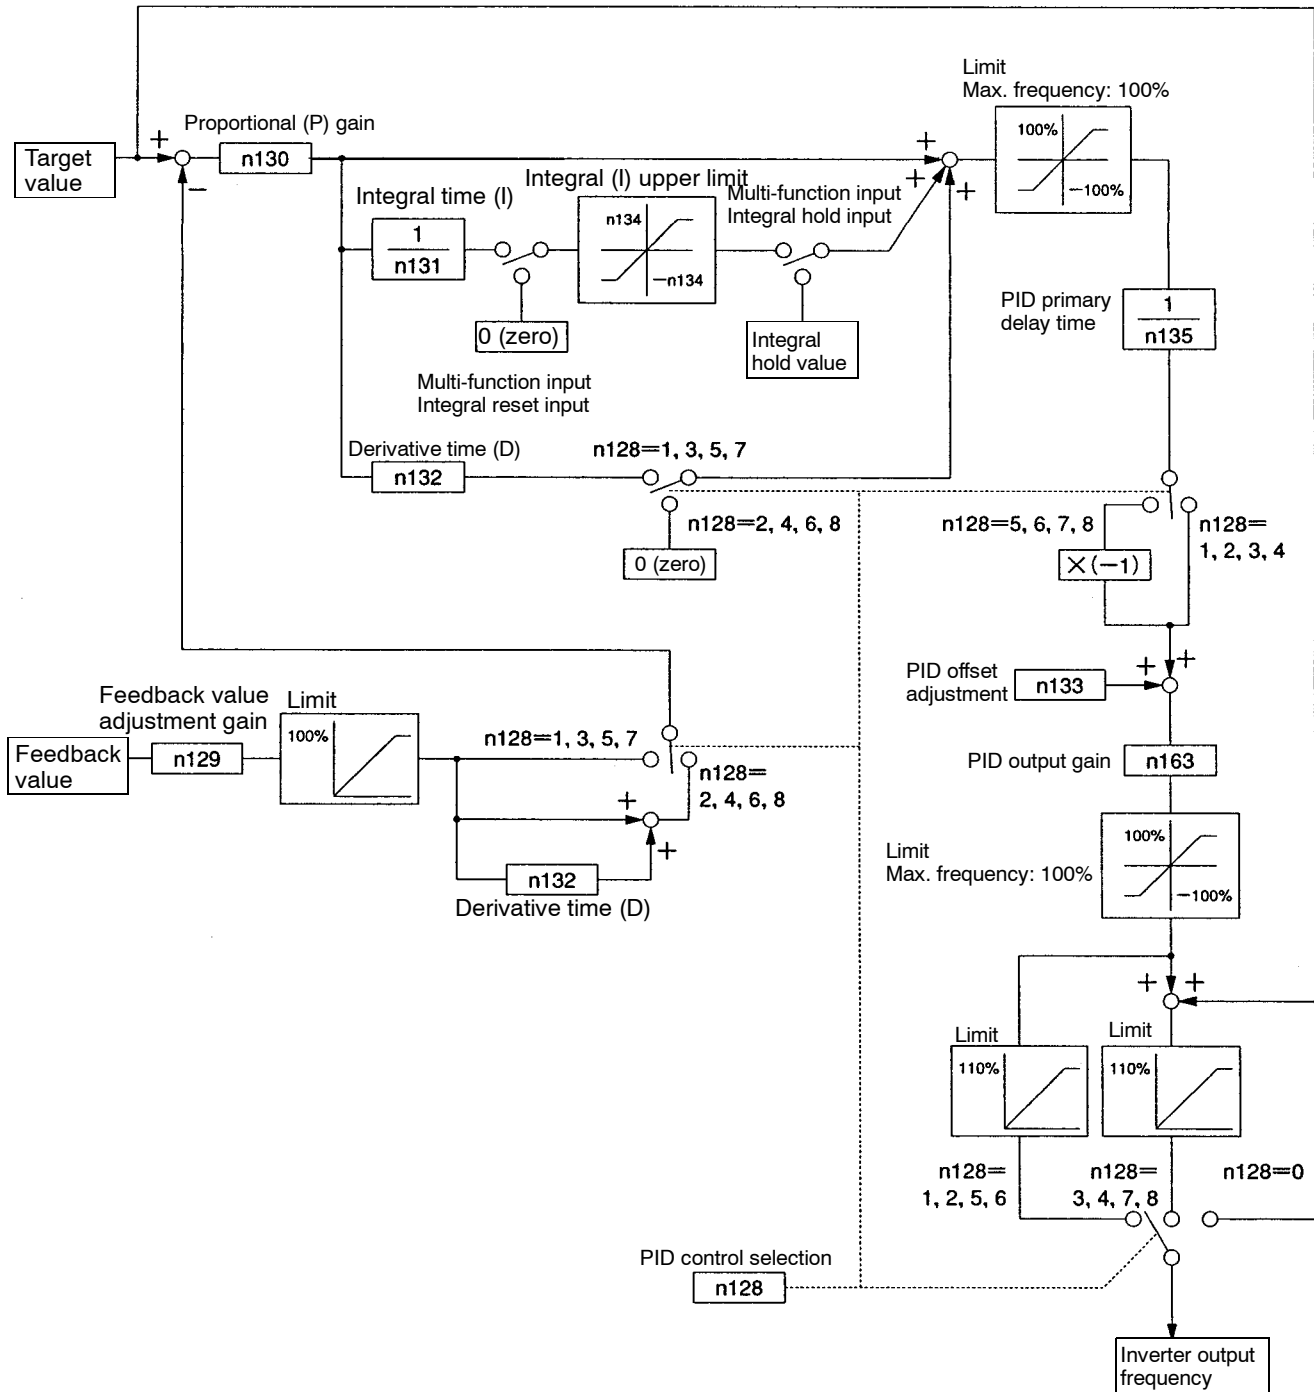 Limit
Max. frequency: 100%
100%
−100%
Proportional (P) gain
+
Target
value
−
n130
+
+
+
Integral time (I)
1
n131
Integral (I) upper limit
n134
−n134
Multi-function input
Integral hold input
0 (zero)
Integral
hold value
Multi-function input
Integral reset input
PID primary
delay time
1
n135
Derivative time (D)
n132
n128=1, 3, 5, 7
n128=2, 4, 6, 8
0 (zero)
n128=5, 6, 7, 8
n128=
1, 2, 3, 4
×(−1)
PID offset
adjustment
n133
+
+
Feedback value
adjustment gain
Feedback
value
n129
Limit
100%
n128=1, 3, 5, 7
n128=
2, 4, 6, 8
+
+
n132
Derivative time (D)
PID output gain
n163
Limit
Max. frequency: 100%
100%
−100%
+
+
Limit
110%
Limit
110%
n128=
1, 2, 5, 6
n128=
3, 4, 7, 8
n128=0
PID control selection
n128
Inverter output
frequency